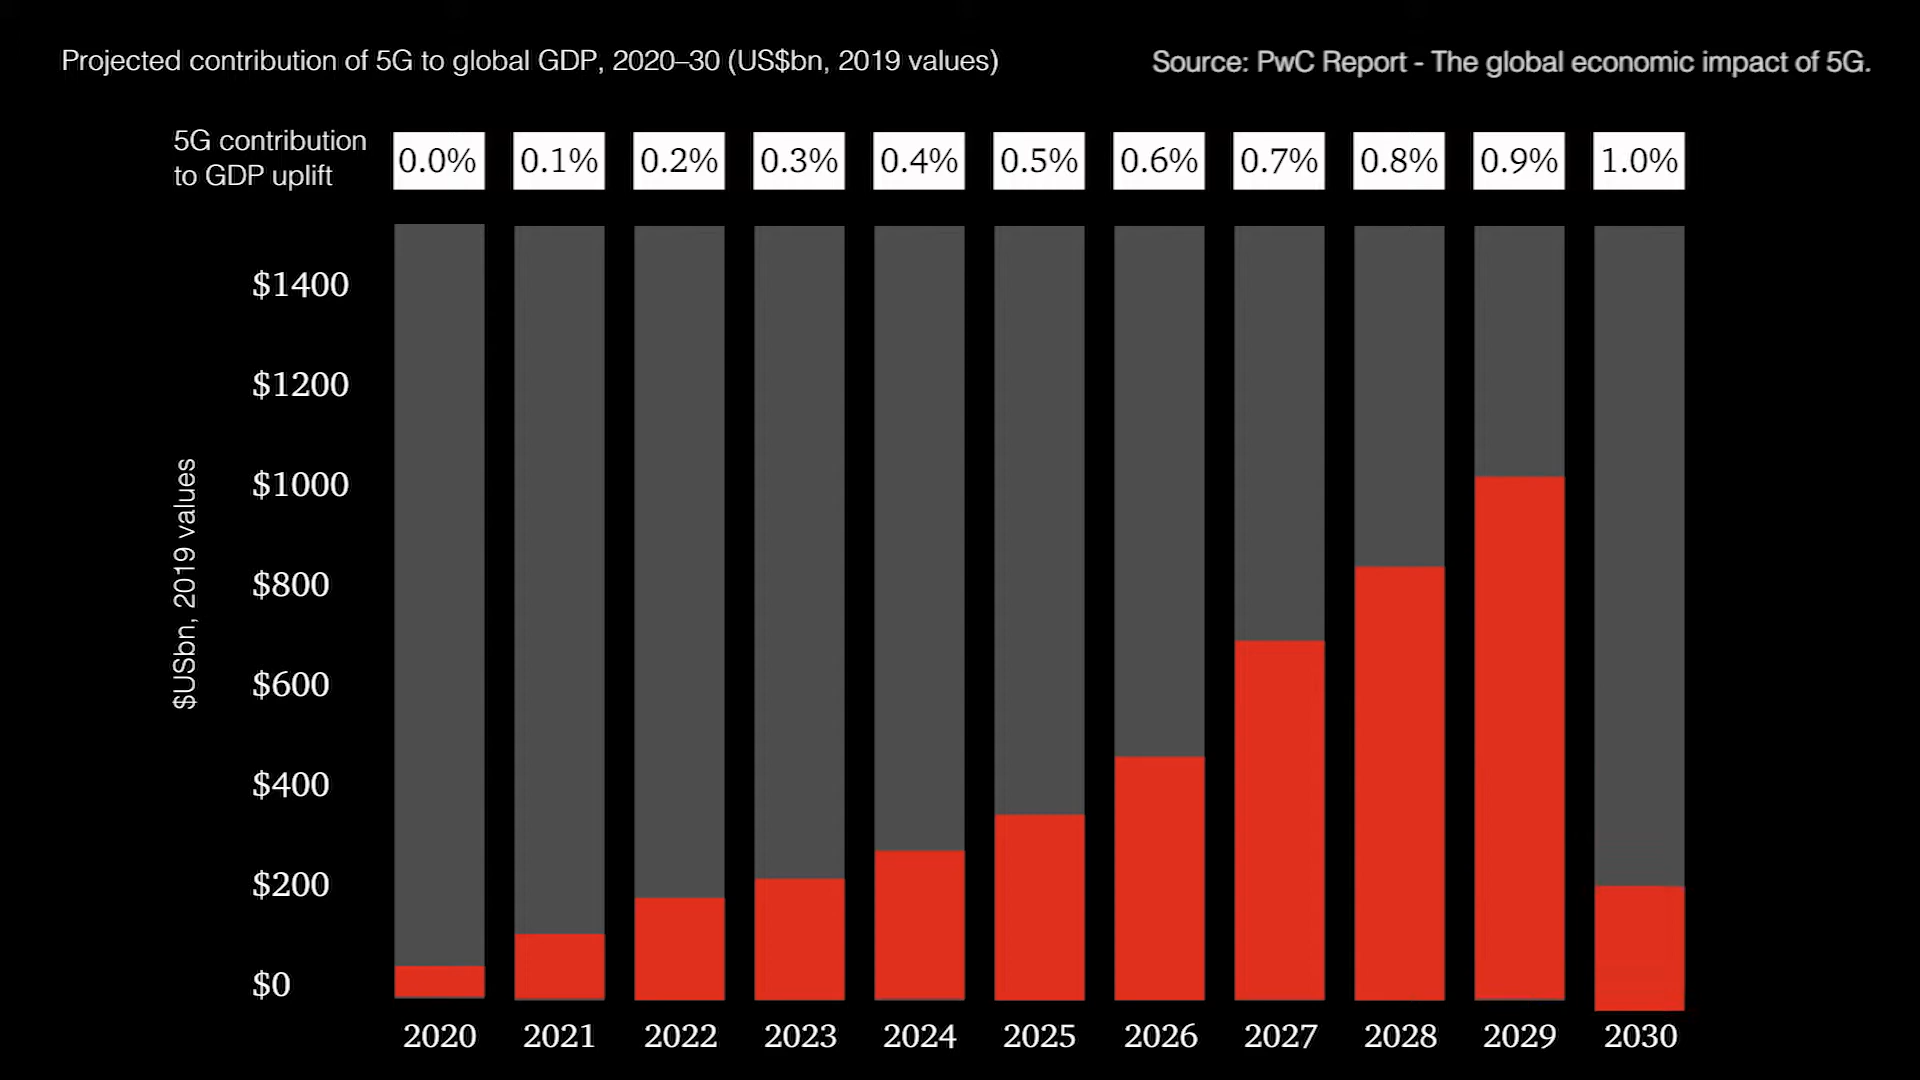 Projected contribution of 5G to global GDP, 2020–30 (US$bn, 2019 values)
Source: PwC Report - The global economic impact of 5G.
5G contribution
to GDP uplift
0.0% 0.1% 0.2% 0.3% 0.4% 0.5% 0.6% 0.7% 0.8% 0.9% 1.0%
$USbn, 2019 values
$1400
$1200
$1000
$800
$600
$400
$200
$0
2020 2021 2022 2023 2024 2025 2026 2027 2028 2029 2030